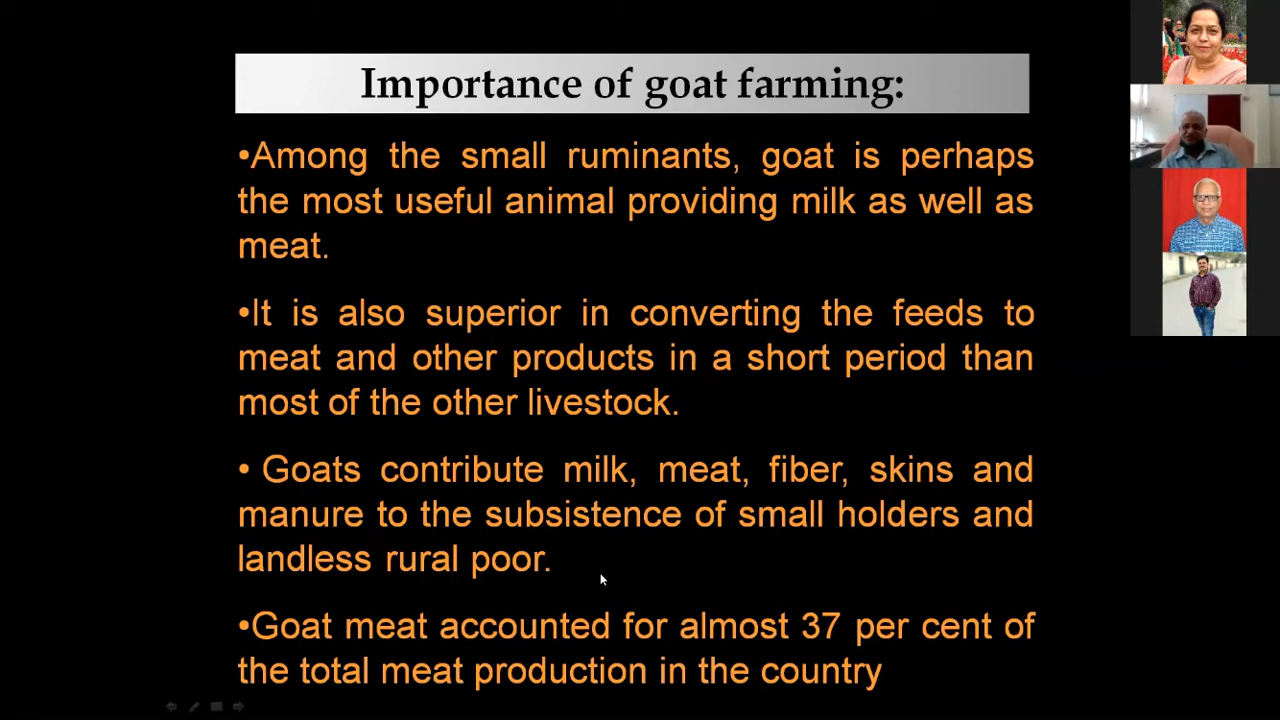 Importance of goat farming:
•Among the small ruminants, goat is perhaps
the most useful animal providing milk as well as
meat.
•It is also superior in converting the feeds to
meat and other products in a short period than
most of the other livestock.
• Goats contribute milk, meat, fiber, skins and
manure to the subsistence of small holders and
landless rural poor.
•Goat meat accounted for almost 37 per cent of
the total meat production in the country